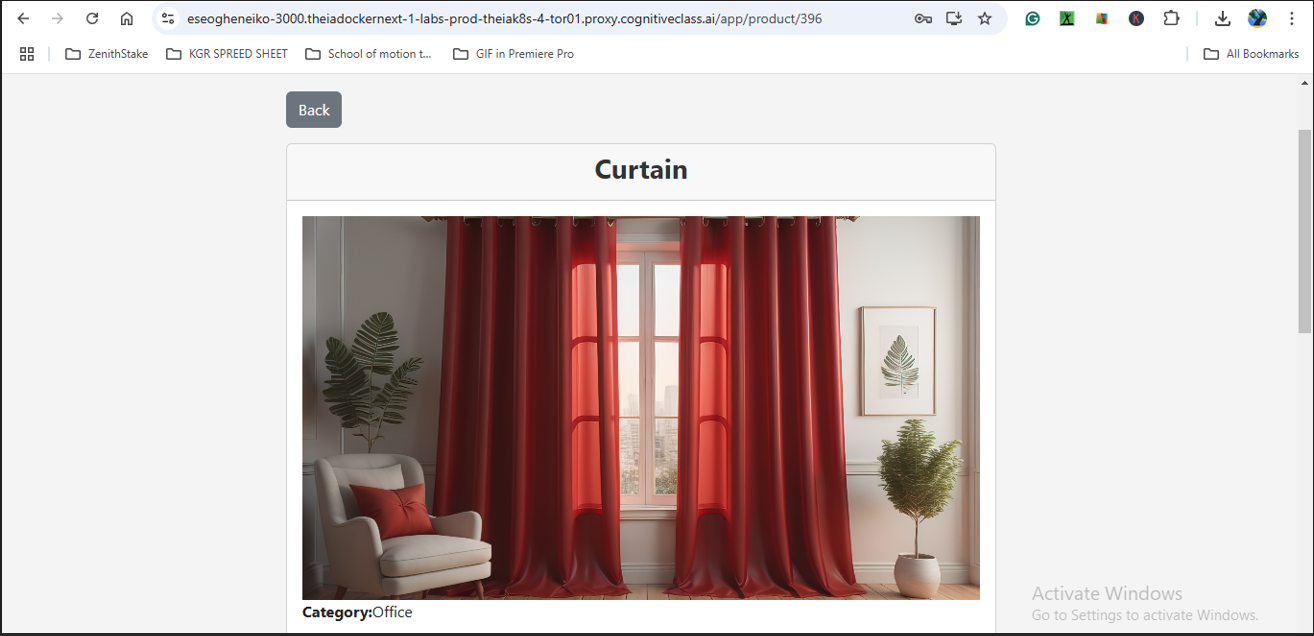 eseogheneiko-3000.theiadockernext-1-labs-prod-theiak8s-4-tor01.proxy.cognitiveclass.ai/app/product/396
ZenithStake KGR SPREED SHEET School of motion t... GIF in Premiere Pro All Bookmarks
Back
Curtain
Category:Office
Activate Windows
Go to Settings to activate Windows.